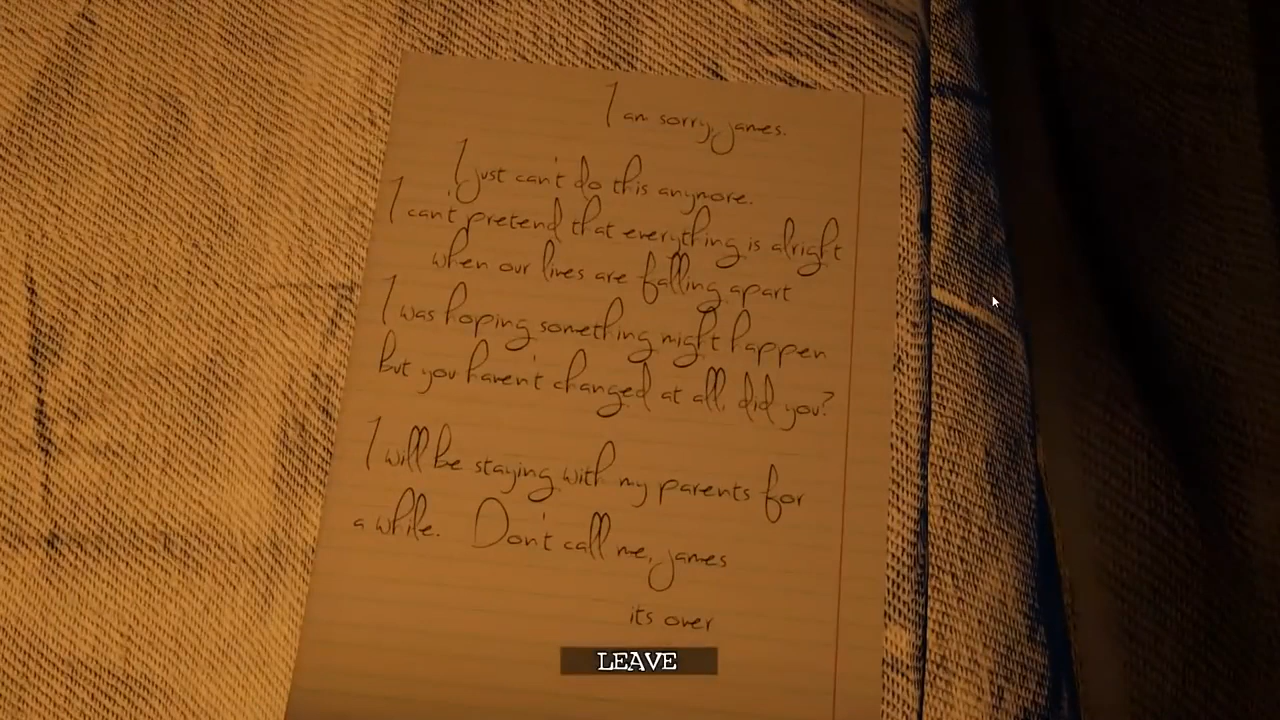 I am sorry, james.
I just can't do this anymore.
I can't pretend that everything is alright
when our lives are falling apart
I was hoping something might happen
but you haven't changed at all, did you?
I will be staying with my parents for
a while. Don't call me, james
its over
LEAVE